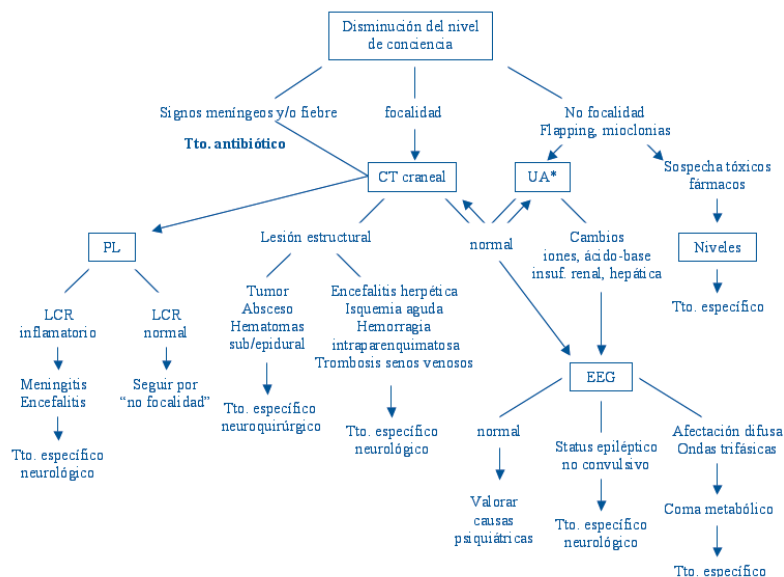 Disminución del nivel
de conciencia
Signos meníngeos y/o fiebre
Tto. antibiótico
focalidad
No focalidad
Flapping, mioclonias
CT craneal
UA*
Sospecha tóxicos
fármacos
PL
Lesión estructural
normal
Cambios
iones, ácido-base
insuf. renal, hepática
Niveles
Tto. específico
LCR
inflamatorio
LCR
normal
Tumor
Absceso
Hematomas
sub/epidural
Encefalitis herpética
Isquemia aguda
Hemorragia
intraparenquimatosa
Trombosis senos venosos
Meningitis
Encefalitis
Seguir por
“no focalidad”
EEG
Tto. específico
neurológico
Tto. específico
neuroquirúrgico
Tto. específico
neurológico
normal
Status epiléptico
no convulsivo
Afectación difusa
Ondas trifásicas
Valorar
causas
psiquiátricas
Tto. específico
neurológico
Coma metabólico
Tto. específico